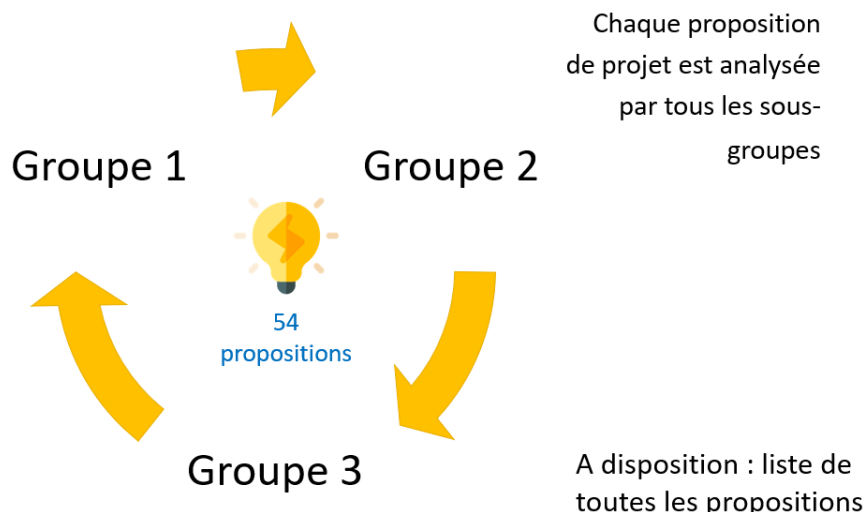 Chaque proposition
de projet est analysée
par tous les sous-
groupes
Groupe 1
Groupe 2
54
propositions
Groupe 3
A disposition : liste de
toutes les propositions